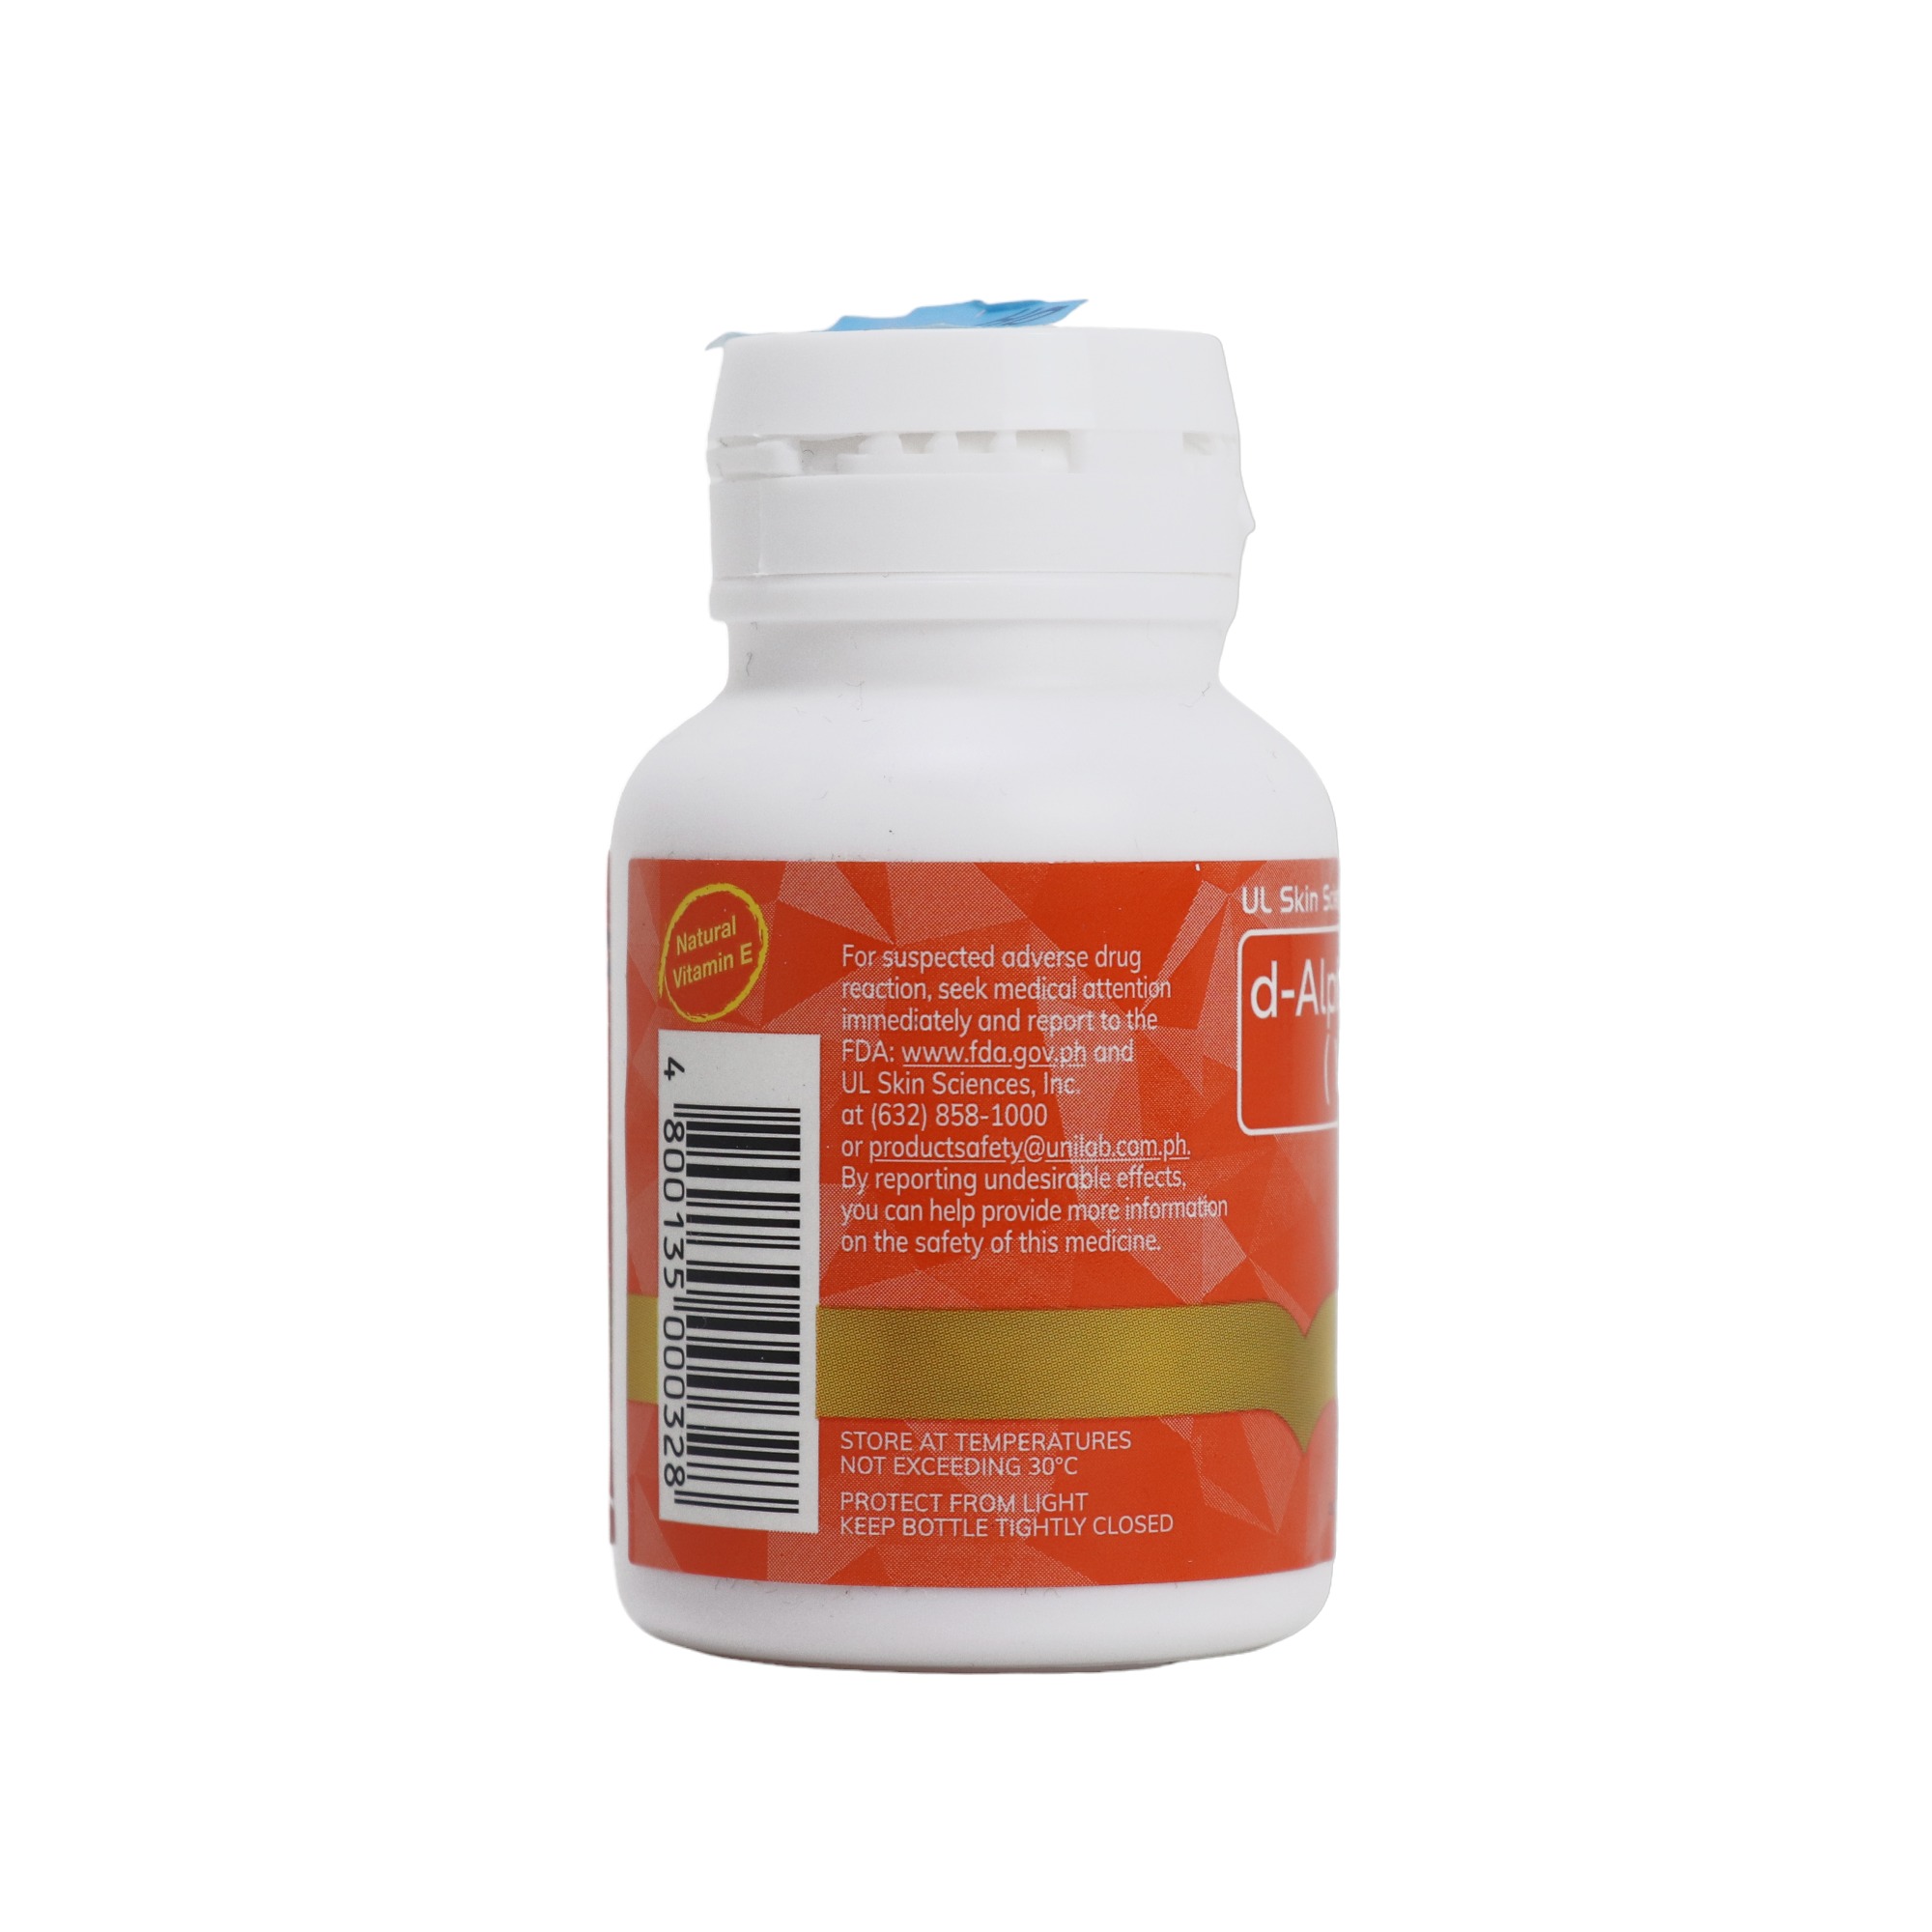 Natural
Vitamin E
4 800135 000328
For suspected adverse drug
reaction, seek medical attention
immediately and report to the
FDA: www.fda.gov.ph and
UL Skin Sciences, Inc.
at (632) 858-1000
or productsafety@unilab.com.ph.
By reporting undesirable effects,
you can help provide more information
on the safety of this medicine.
STORE AT TEMPERATURES
NOT EXCEEDING 30°C
PROTECT FROM LIGHT
KEEP BOTTLE TIGHTLY CLOSED
UL Skin